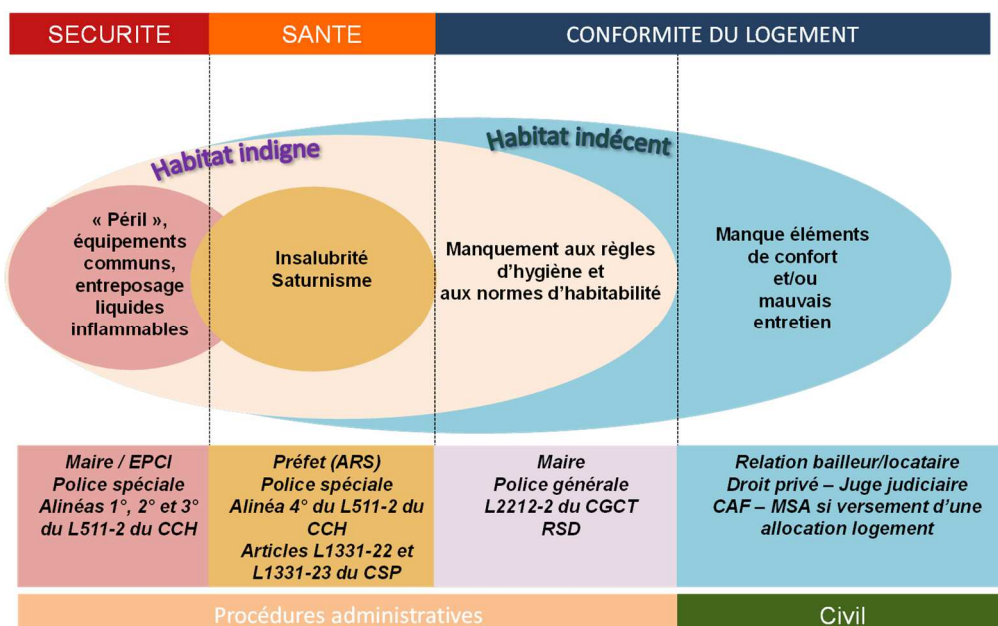 SECURITE
SANTE
CONFORMITE DU LOGEMENT
Habitat indigne
Habitat indécent
« Péril »,
équipements
communs,
entreposage
liquides
inflammables
Insalubrité
Saturnisme
Manquement aux règles
d'hygiène et
aux normes d'habitabilité
Manque éléments
de confort
et/ou
mauvais
entretien
Maire / EPCI
Police spéciale
Alinéas 1°, 2° et 3°
du L511-2 du CCH
Préfet (ARS)
Police spéciale
Alinéa 4° du L511-2 du
CCH
Articles L1331-22 et
L1331-23 du CSP
Maire
Police générale
L2212-2 du CGCT
RSD
Relation bailleur/locataire
Droit privé – Juge judiciaire
CAF – MSA si versement d'une
allocation logement
Procédures administratives
Civil